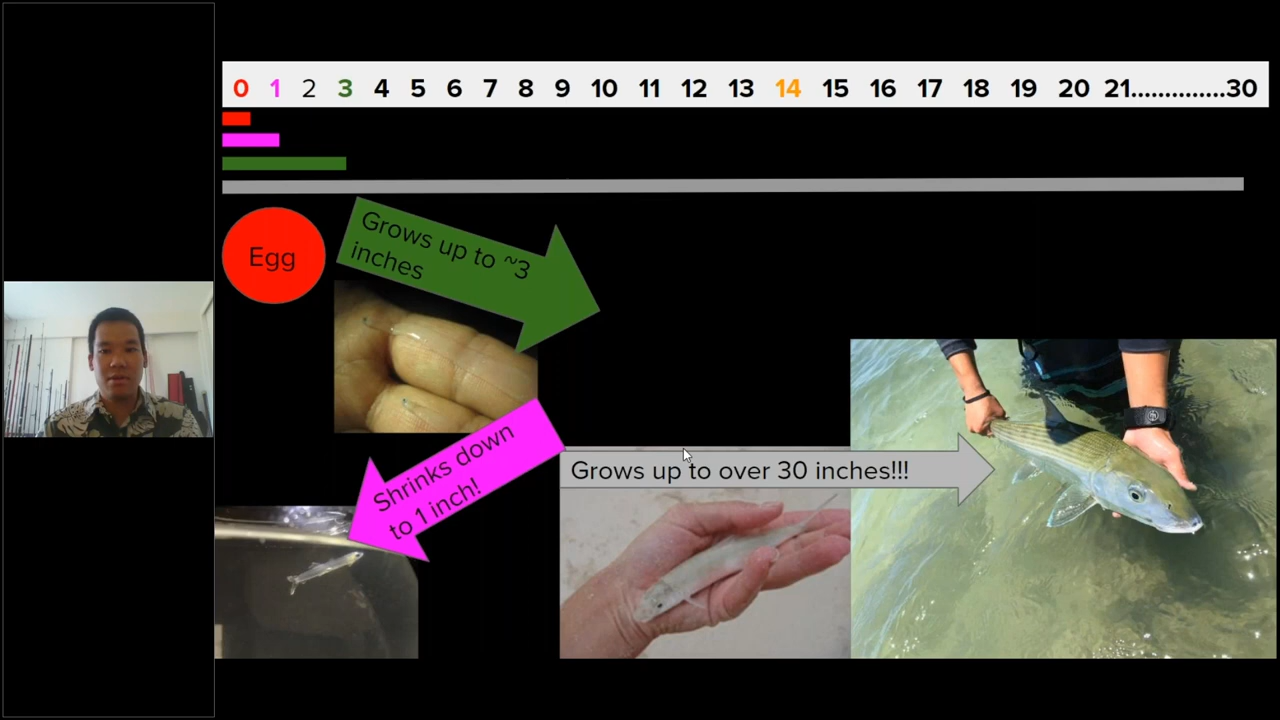 0 1 2 3 4 5 6 7 8 9 10 11 12 13 14 15 16 17 18 19 20 21..............30
Egg
Grows up to ~3
inches
Shrinks down
to 1 inch!
Grows up to over 30 inches!!!